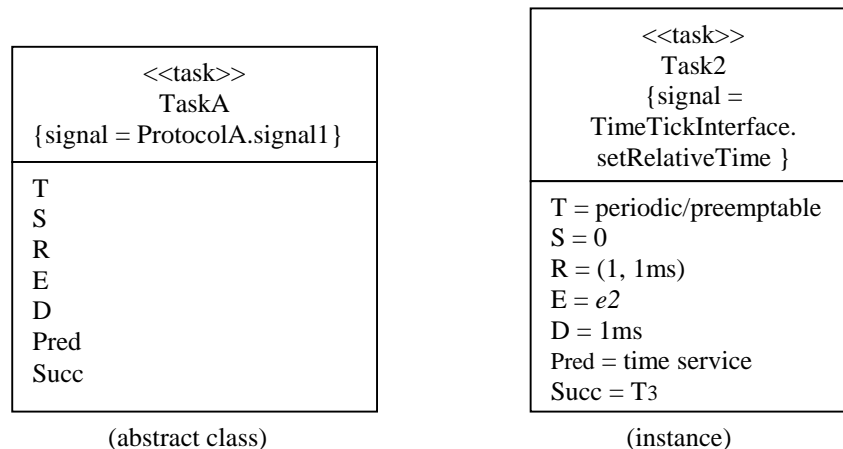 <<task>>
TaskA
{signal = ProtocolA.signal1}
T
S
R
E
D
Pred
Succ
(abstract class)
<<task>>
Task2
{signal =
TimeTickInterface.
setRelativeTime }
T = periodic/preemptable
S = 0
R = (1, 1ms)
E = e2
D = 1ms
Pred = time service
Succ = T3
(instance)